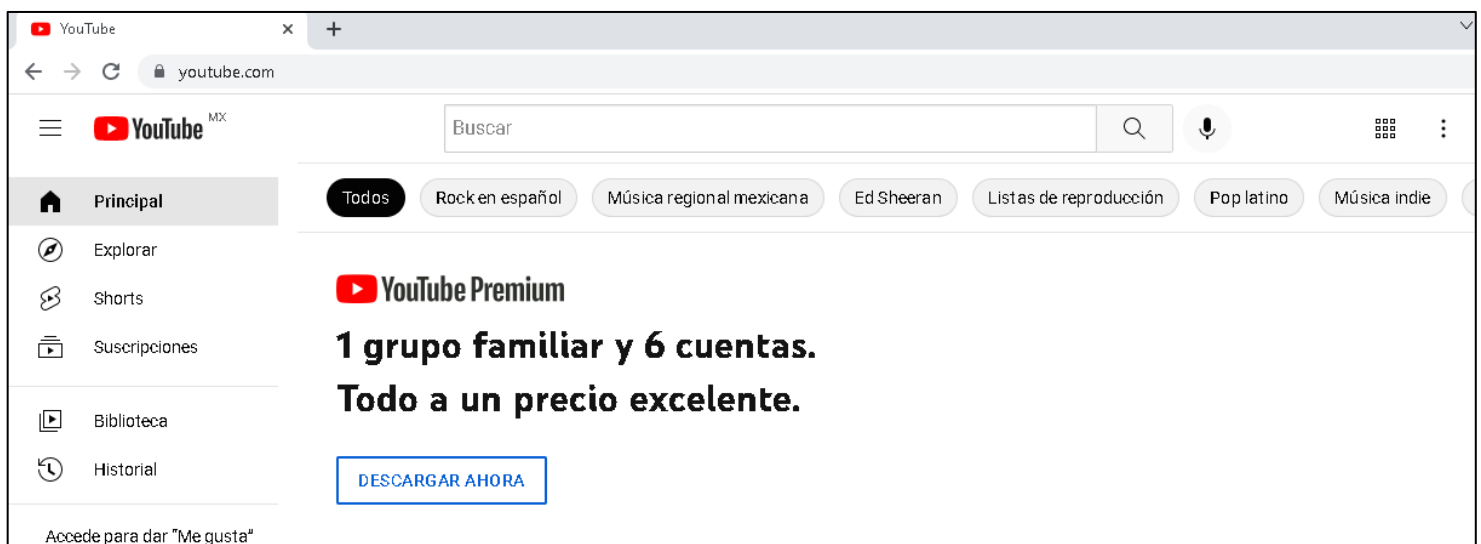 YouTube
youtube.com
YouTube MX
Buscar
Todos Rock en español Música regional mexicana Ed Sheeran Listas de reproducción Pop latino Música indie
Principal
Explorar
Shorts
Suscripciones
Biblioteca
Historial
Accede para dar "Me gusta"
YouTube Premium
1 grupo familiar y 6 cuentas.
Todo a un precio excelente.
DESCARGAR AHORA